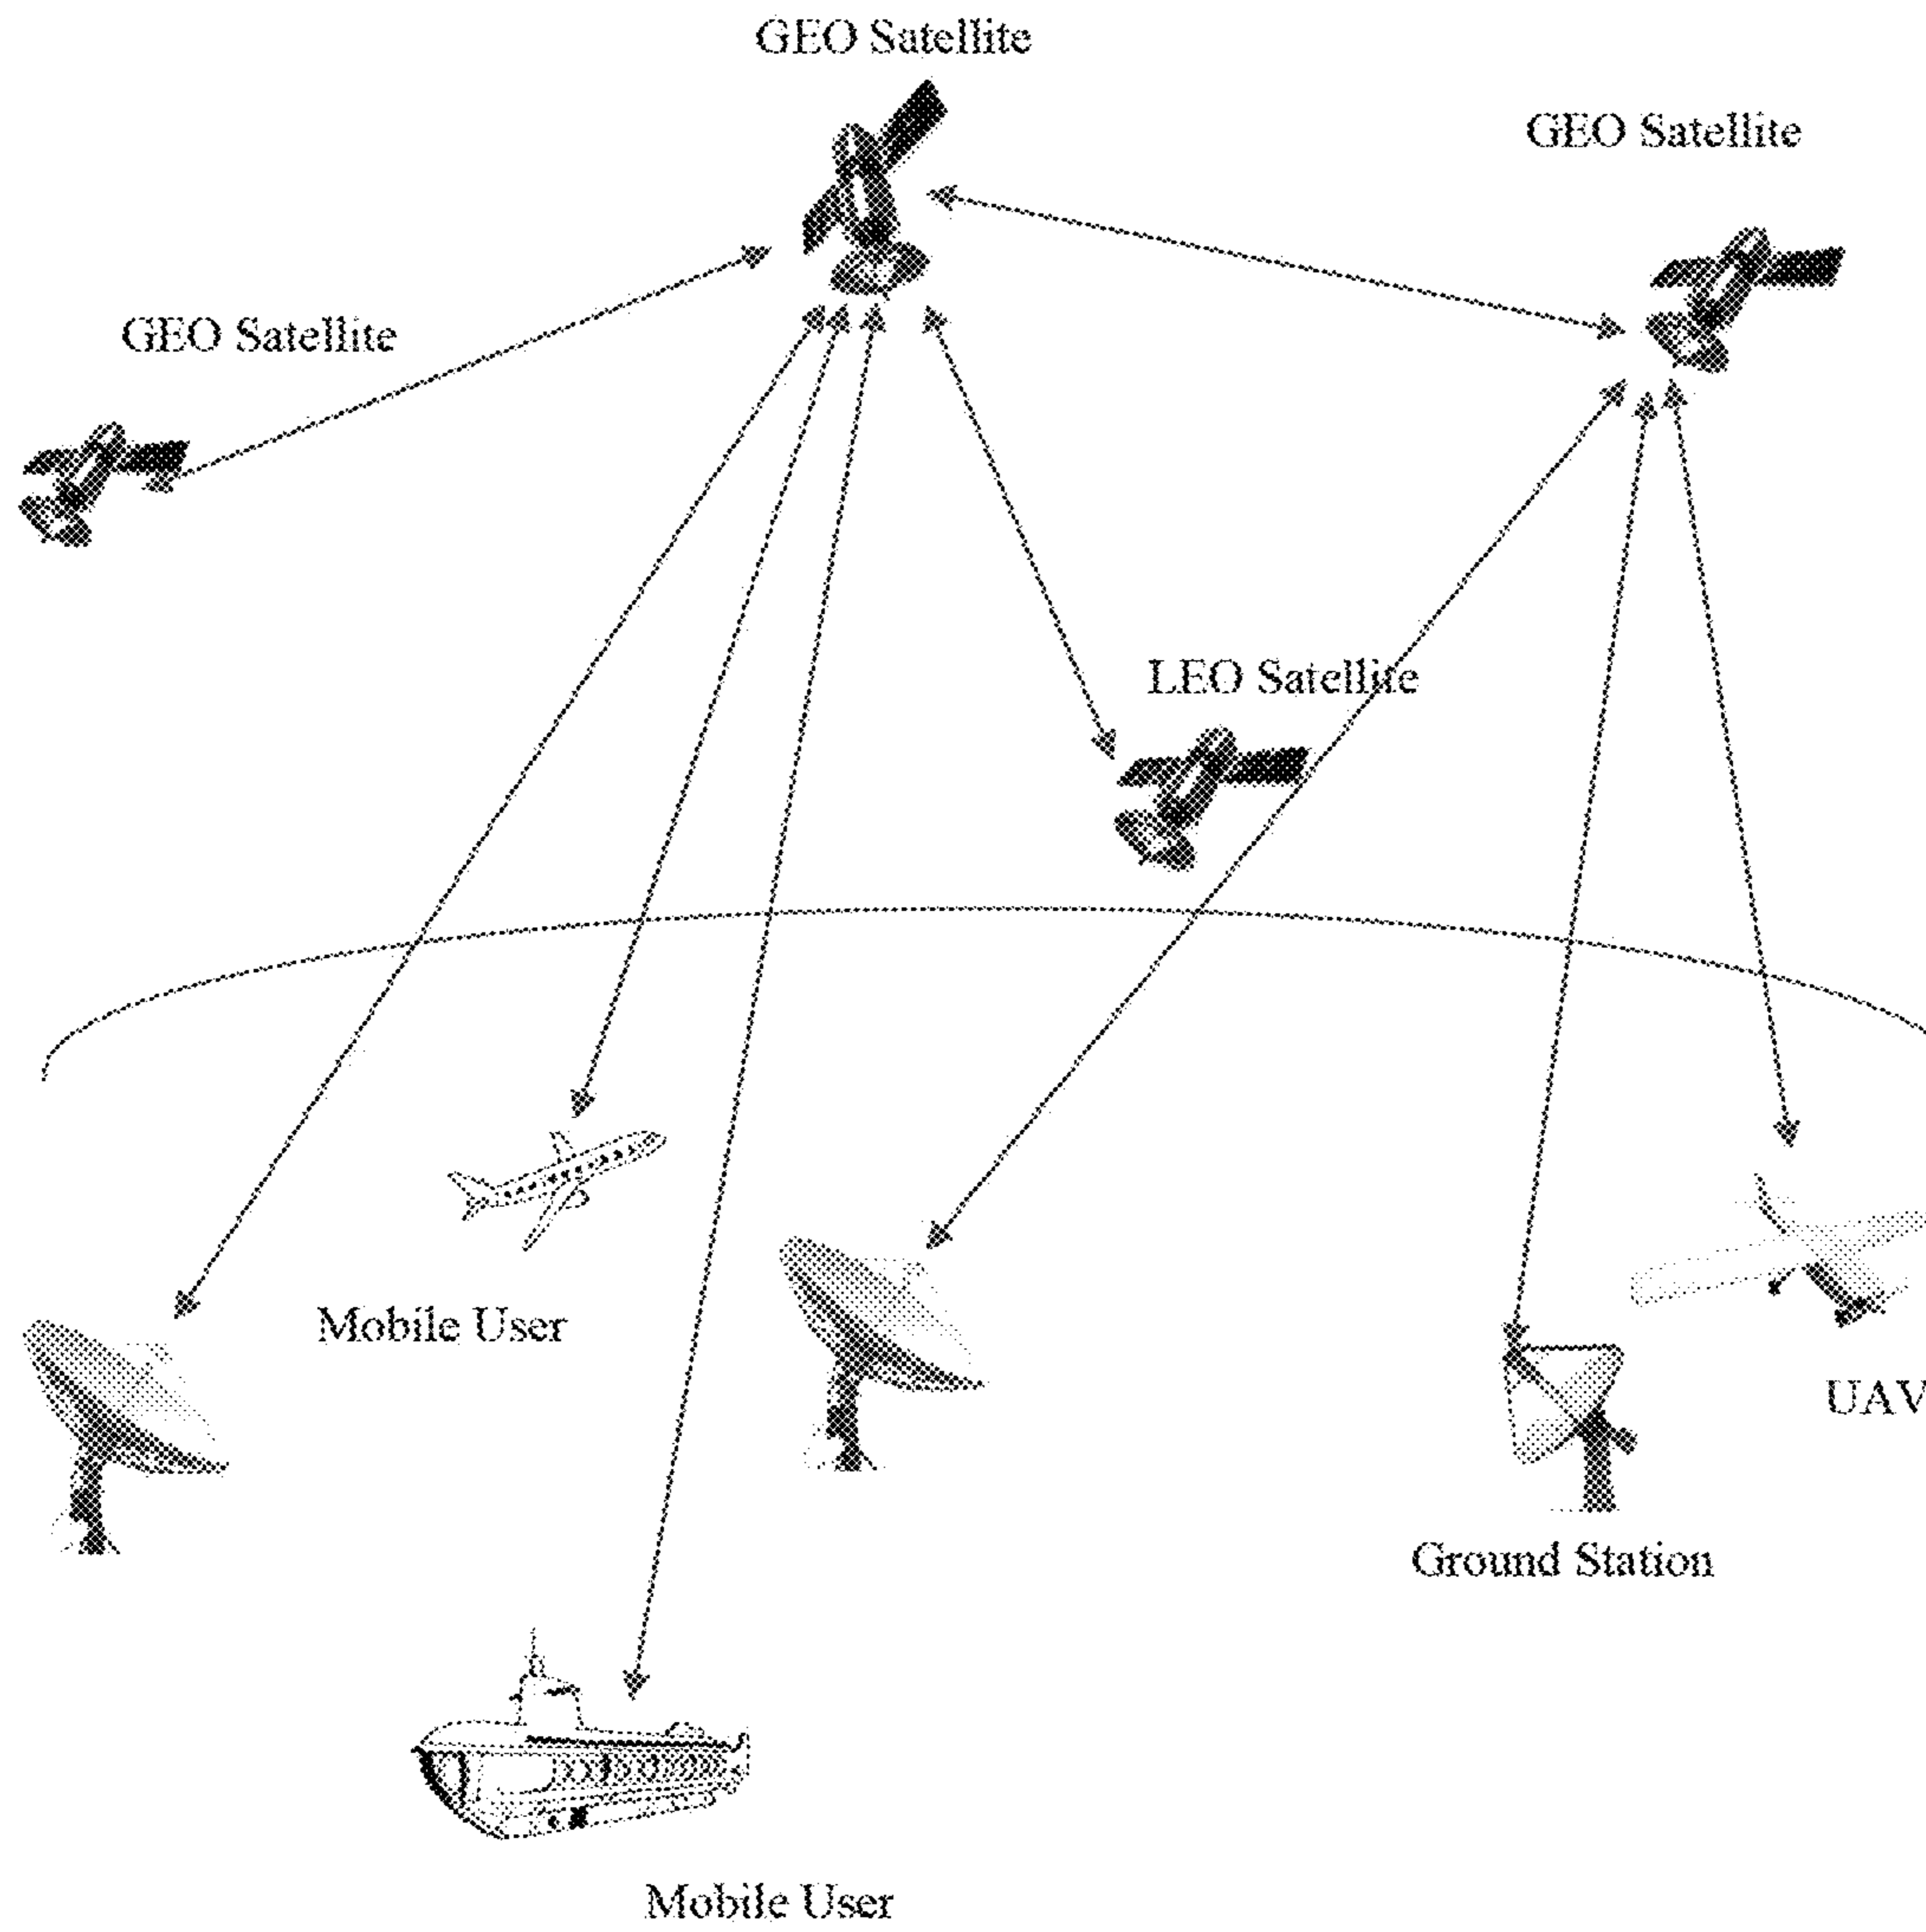 GEO Satellite
GEO Satellite
GEO Satellite
LEO Satellite
Mobile User
UAV
Ground Station
Mobile User